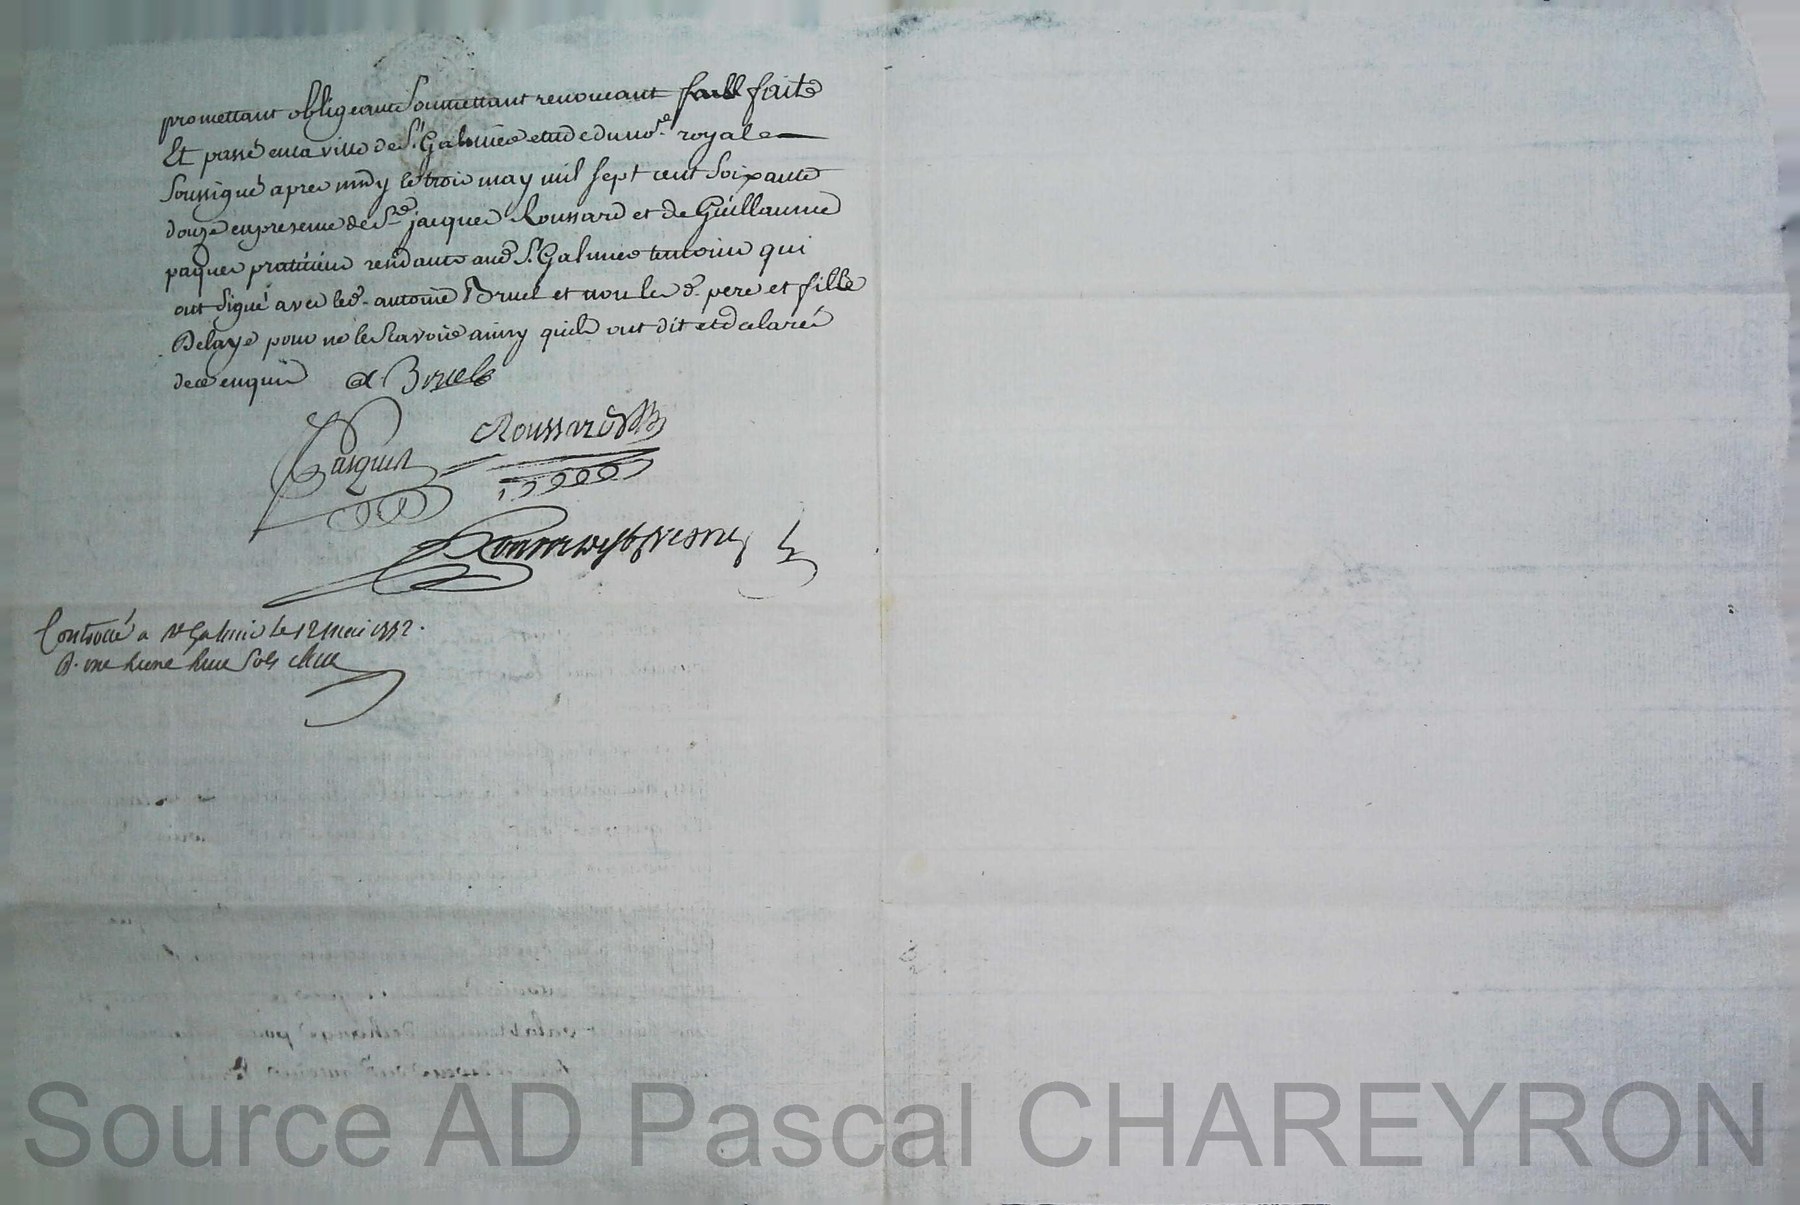 promettant obligeant soumettant renonceant fait
Et passé en la ville de St. Galmier etude du nore. royal
soussigné apres midy le trois may mil sept cent soixante
douze en presence de Sre jacques Roussard et de Guillaume
paquet praticien residants aud St. Galmier temoins qui
ont signé avec led. antoine Bruel et non les d. pere et fille
Delaye pour ne le savoir ainsy quils ont dit et declaré
de ce enquis a Bruel
Roussard
Pasquet
Controllé a St Galmier le 12 mai 1772.
R. sols
Source AD Pascal CHAREYRON